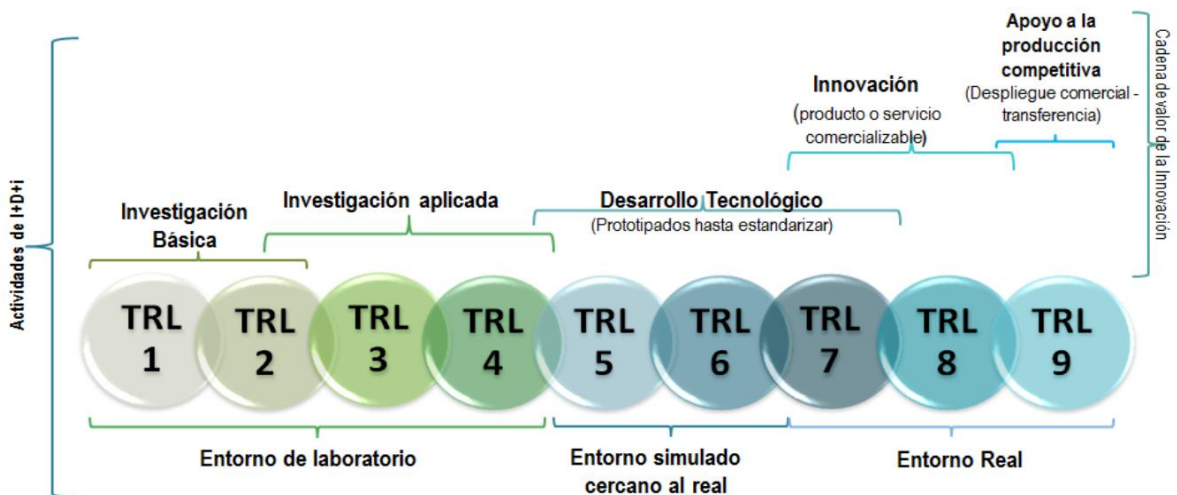 Actividades de I+D+i
Investigación
Básica
Investigación aplicada
Desarrollo Tecnológico
(Prototipados hasta estandarizar)
Innovación
(producto o servicio
comercializable)
Apoyo a la
producción
competitiva
(Despliegue comercial -
transferencia)
Cadena de valor de la Innovación
TRL
1
TRL
2
TRL
3
TRL
4
TRL
5
TRL
6
TRL
7
TRL
8
TRL
9
Entorno de laboratorio
Entorno simulado
cercano al real
Entorno Real